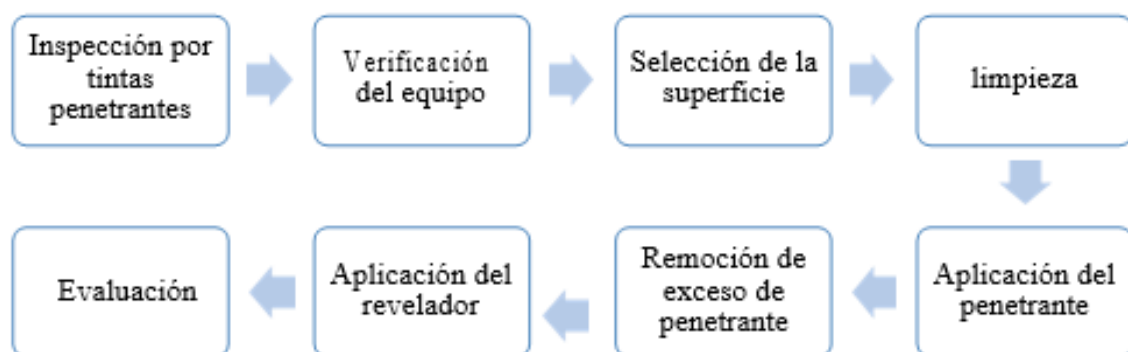 Inspección por
tintas
penetrantes
Verificación
del equipo
Selección de la
superficie
limpieza
Aplicación del
penetrante
Remoción de
exceso de
penetrante
Aplicación del
revelador
Evaluación